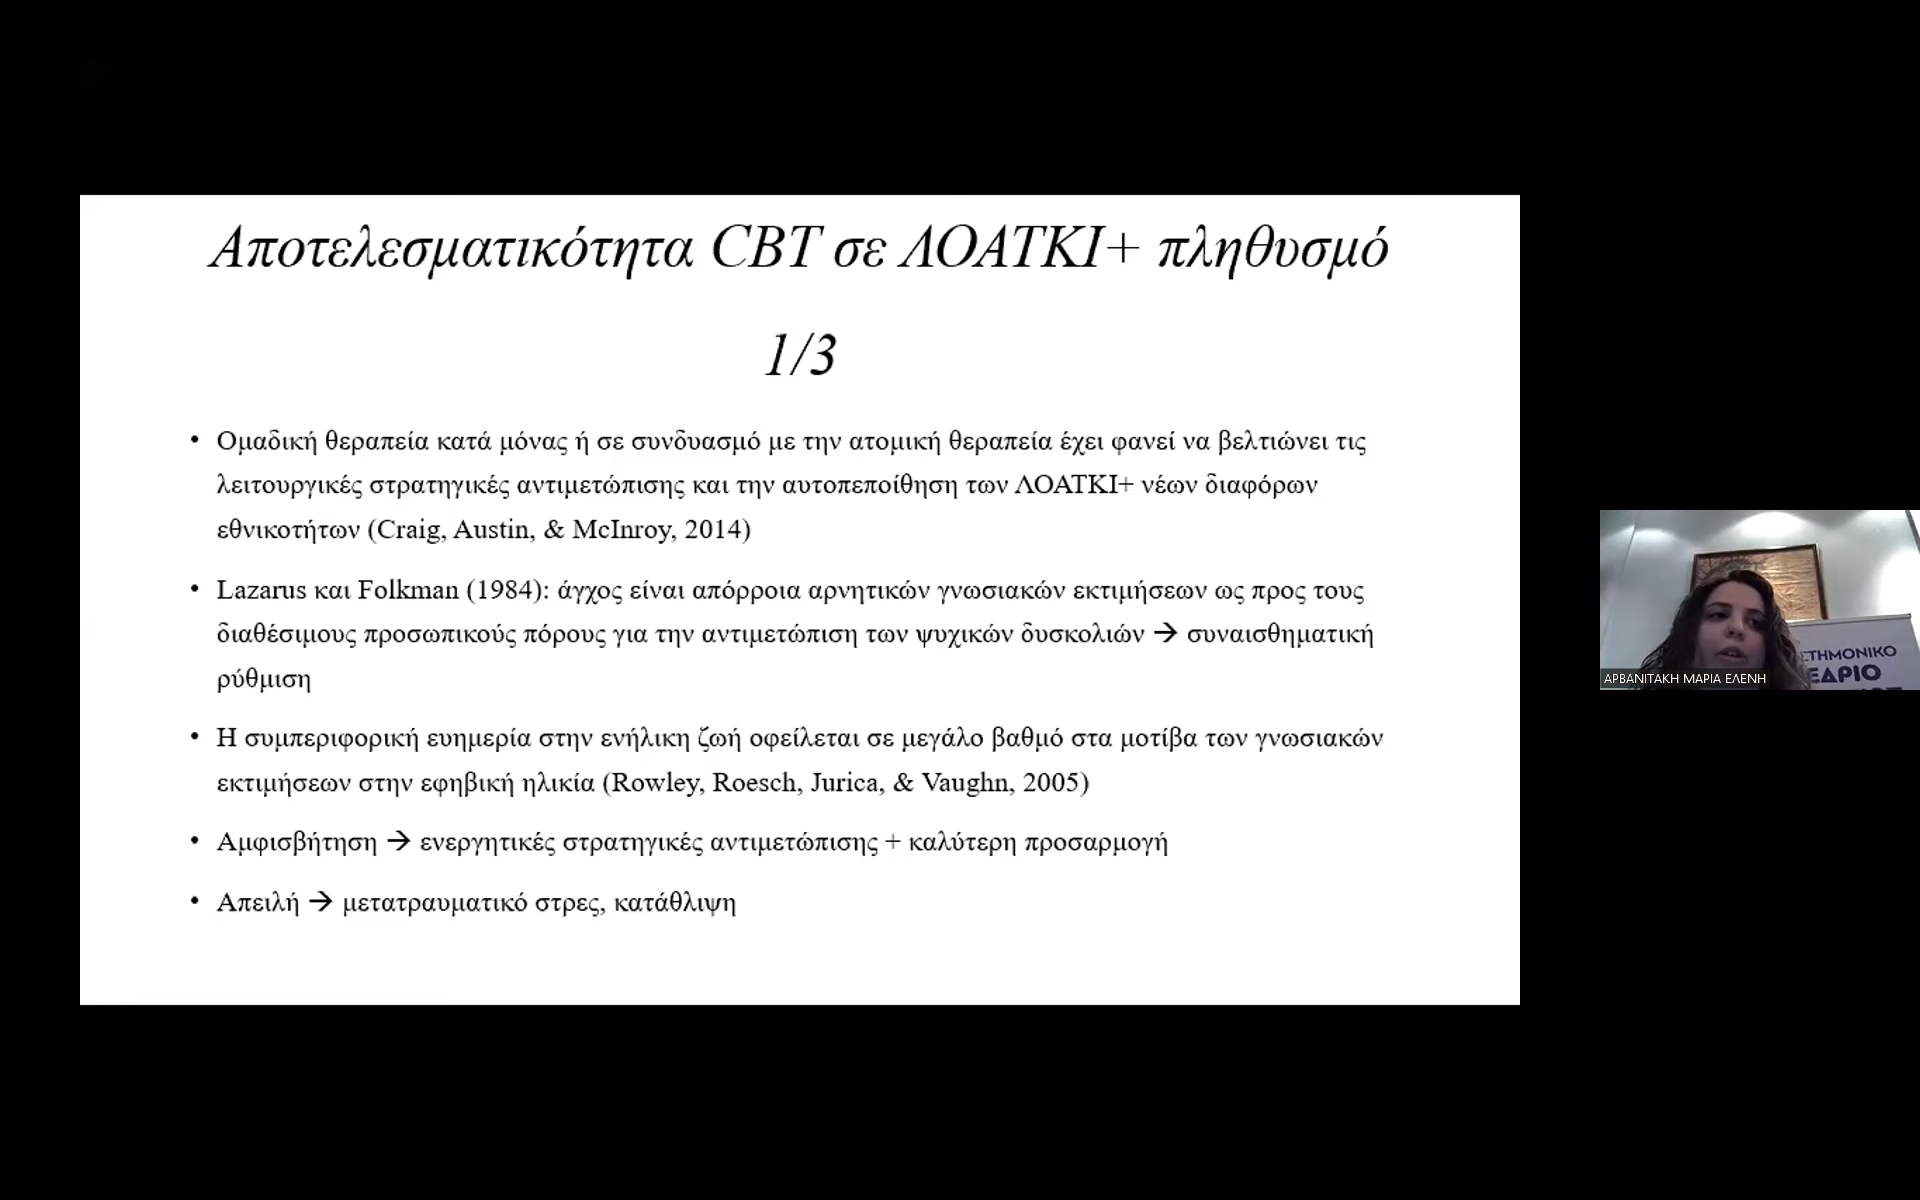 Αποτελεσματικότητα CBT σε ΛΟΑΤΚΙ+ πληθυσμό
1/3
• Ομαδική θεραπεία κατά μόνας ή σε συνδυασμό με την ατομική θεραπεία έχει φανεί να βελτιώνει τις
λειτουργικές στρατηγικές αντιμετώπισης και την αυτοπεποίθηση των ΛΟΑΤΚΙ+ νέων διαφόρων
εθνικοτήτων (Craig, Austin, & McInroy, 2014)
• Lazarus και Folkman (1984): άγχος είναι απόρροια αρνητικών γνωσιακών εκτιμήσεων ως προς τους
διαθέσιμους προσωπικούς πόρους για την αντιμετώπιση των ψυχικών δυσκολιών → συναισθηματική
ρύθμιση
• Η συμπεριφορική ευημερία στην ενήλικη ζωή οφείλεται σε μεγάλο βαθμό στα μοτίβα των γνωσιακών
εκτιμήσεων στην εφηβική ηλικία (Rowley, Roesch, Jurica, & Vaughn, 2005)
• Αμφισβήτηση → ενεργητικές στρατηγικές αντιμετώπισης + καλύτερη προσαρμογή
• Απειλή → μετατραυματικό στρες, κατάθλιψη
ΣΤΗΜΟΝΙΚΟ
ΕΔΡΙΟ
ΑΡΒΑΝΙΤΑΚΗ ΜΑΡΙΑ ΕΛΕΝΗ